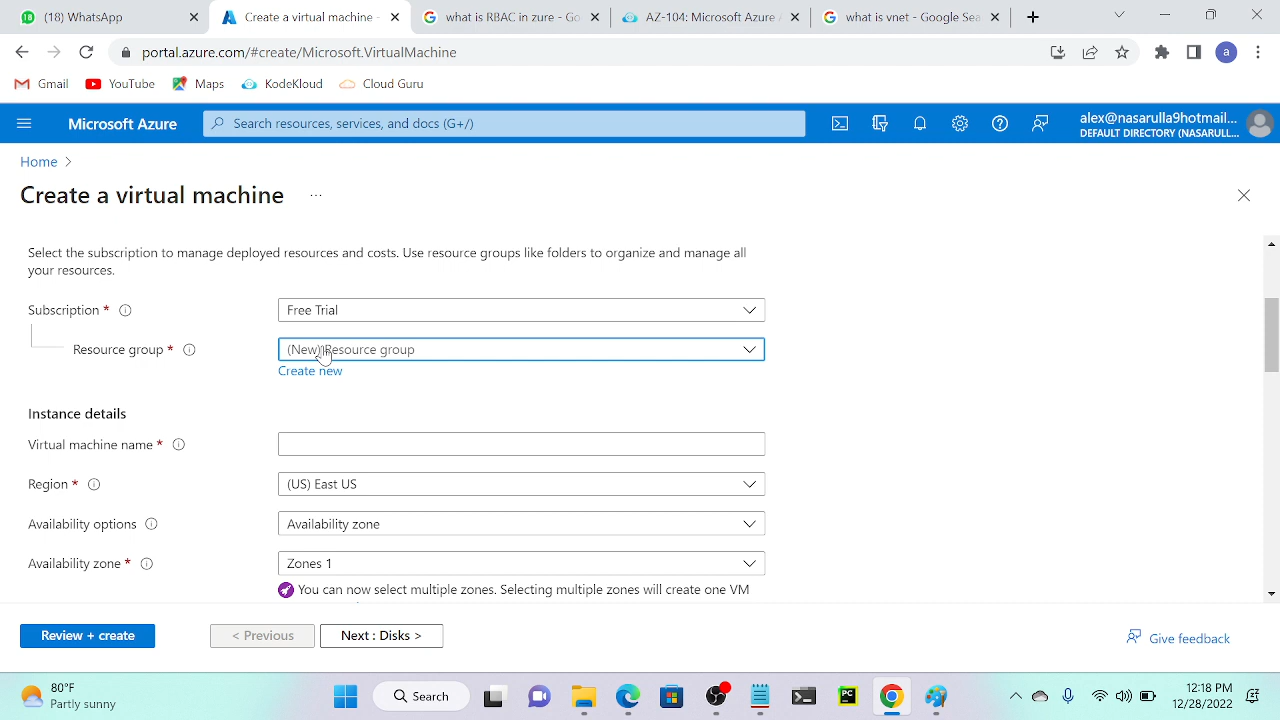 (18) WhatsApp
Create a virtual machine -
what is RBAC in zure - Go
AZ-104: Microsoft Azure
what is vnet - Google Sea
portal.azure.com/#create/Microsoft.VirtualMachine
a
Gmail
YouTube
Maps
KodeKloud
Cloud Guru
Microsoft Azure
Search resources, services, and docs (G+/)
alex@nasarulla9hotmail...
DEFAULT DIRECTORY (NASARULL...
Home >
Create a virtual machine ...
Select the subscription to manage deployed resources and costs. Use resource groups like folders to organize and manage all
your resources.
Subscription *
Free Trial
Resource group *
(New) Resource group
Create new
Instance details
Virtual machine name *
Region *
(US) East US
Availability options
Availability zone
Availability zone *
Zones 1
You can now select multiple zones. Selecting multiple zones will create one VM
Review + create
< Previous
Next : Disks >
Give feedback
80°F
Partly sunny
Search
PC
12:18 PM
12/28/2022